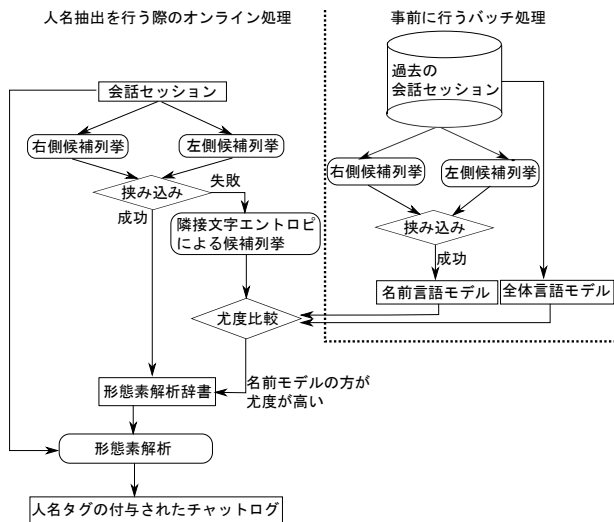 人名抽出を行う際のオンライン処理
事前に行うバッチ処理
会話セッション
右側候補列挙
左側候補列挙
挟み込み
失敗
成功
隣接文字エントロピ
による候補列挙
尤度比較
名前モデルの方が
尤度が高い
形態素解析辞書
形態素解析
人名タグの付与されたチャットログ
過去の
会話セッション
右側候補列挙
左側候補列挙
挟み込み
成功
名前言語モデル
全体言語モデル